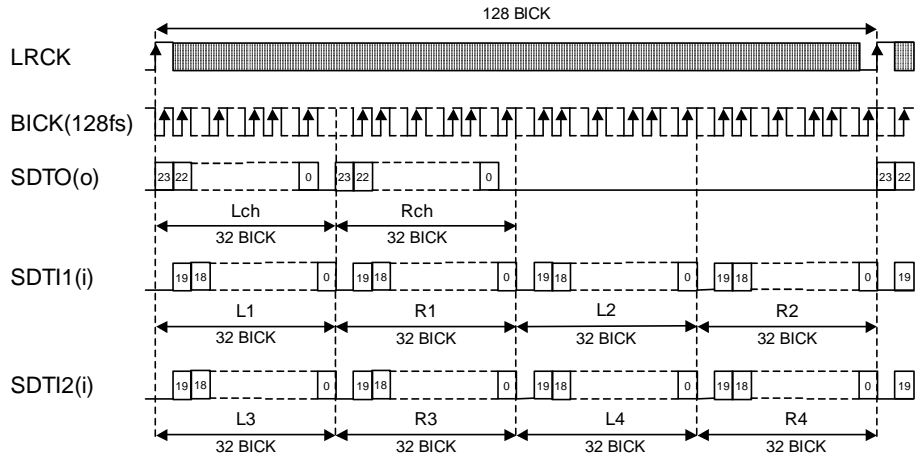 128 BICK
LRCK
BICK(128fs)
SDTO(o)
23 22 0 23 22 0 23 22
Lch Rch
32 BICK 32 BICK
SDTI1(i)
19 18 0 19 18 0 19 18 0 19 18 0 19
L1 R1 L2 R2
32 BICK 32 BICK 32 BICK 32 BICK
SDTI2(i)
19 18 0 19 18 0 19 18 0 19 18 0 19
L3 R3 L4 R4
32 BICK 32 BICK 32 BICK 32 BICK